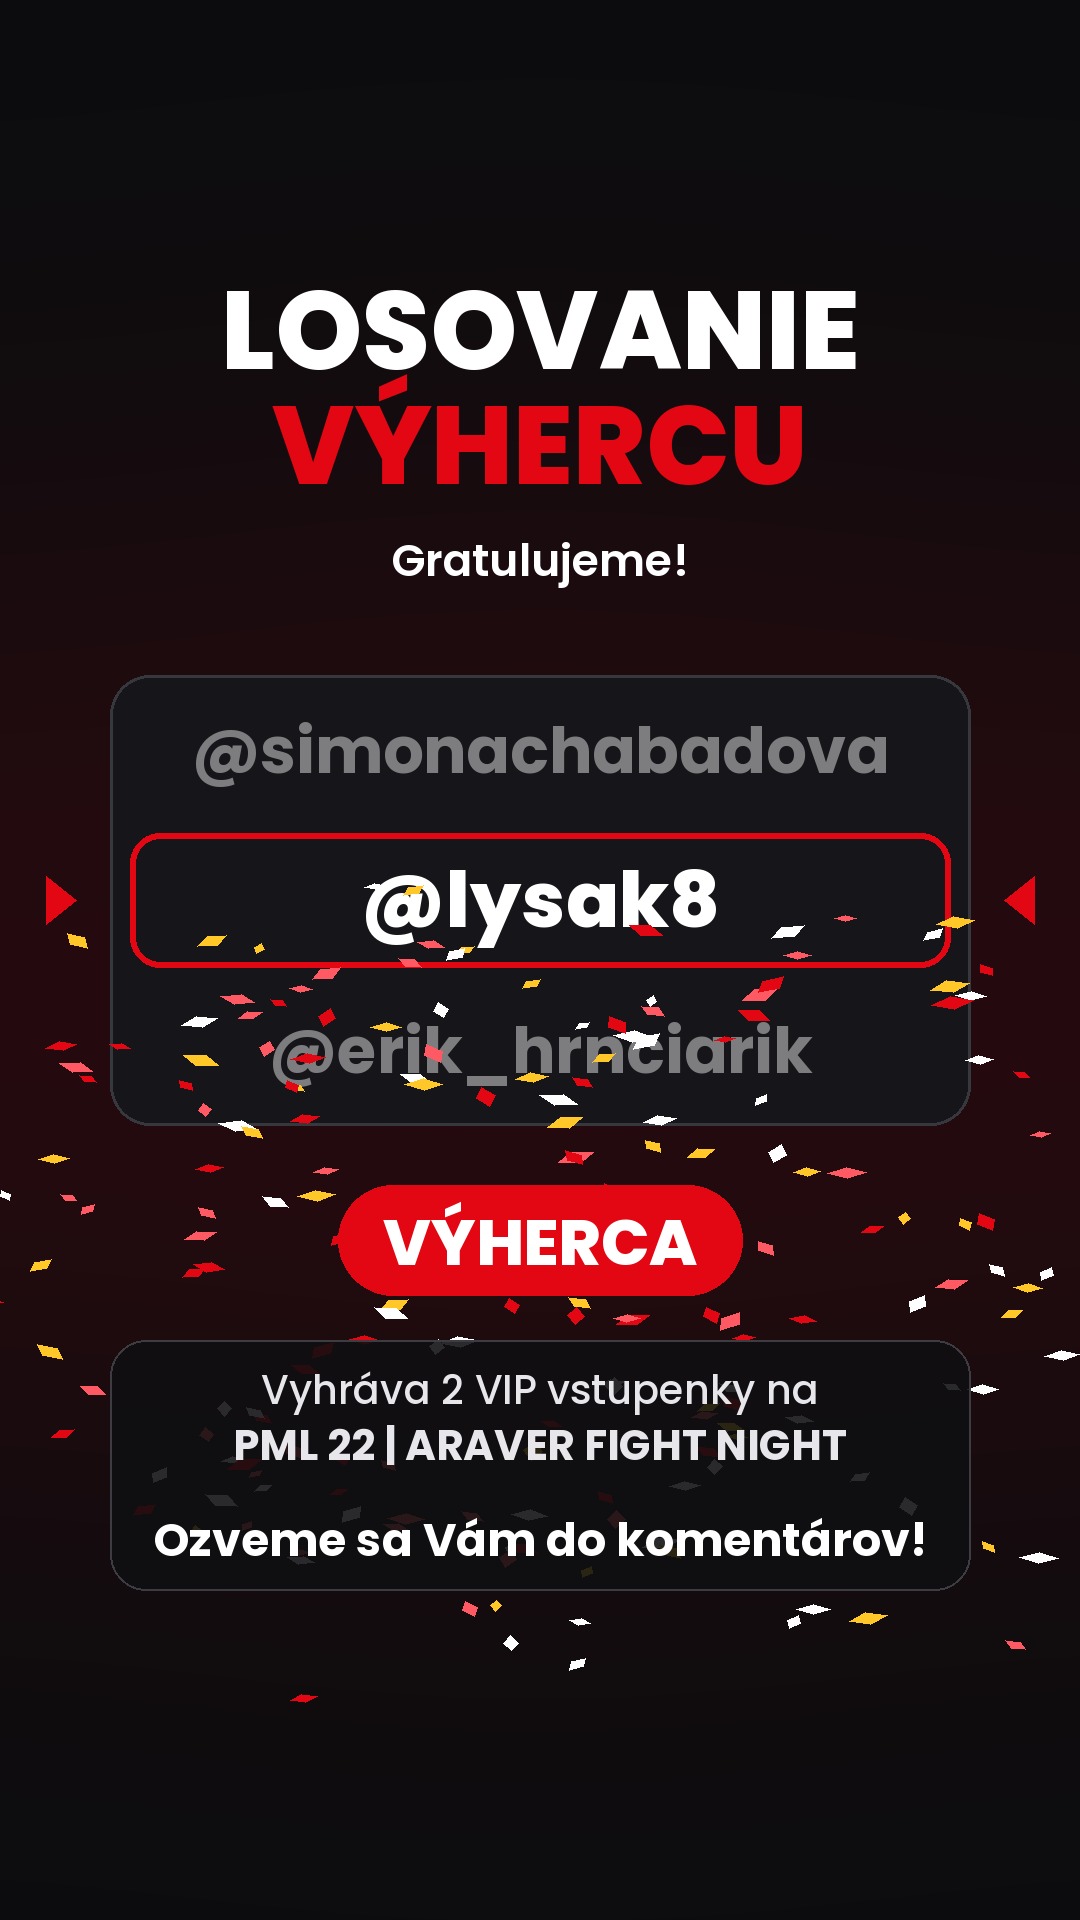 LOSOVANIE
VÝHERCU
Gratulujeme!
@simonachabadova
@lysak8
@erik_hrnciarik
VÝHERCA
Vyhráva 2 VIP vstupenky na
PML 22 | ARAVER FIGHT NIGHT
Ozveme sa Vám do komentárov!